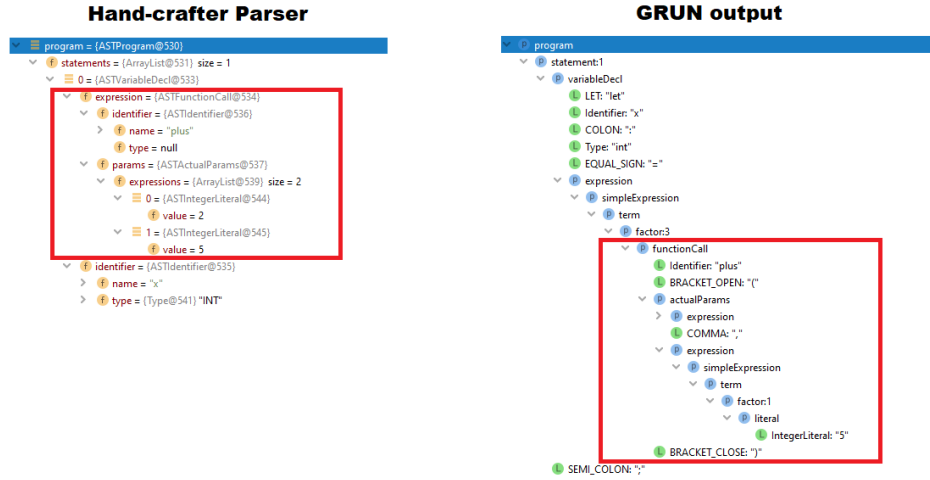 Hand-crafter Parser
program = {ASTProgram@530}
statements = {ArrayList@531} size = 1
0 = {ASTVariableDecl@533}
expression = {ASTFunctionCall@534}
identifier = {ASTIdentifier@536}
name = "plus"
type = null
params = {ASTActualParams@537}
expressions = {ArrayList@539} size = 2
0 = {ASTIntegerLiteral@544}
value = 2
1 = {ASTIntegerLiteral@545}
value = 5
identifier = {ASTIdentifier@535}
name = "x"
type = {Type@541} "INT"
GRUN output
program
statement:1
variableDecl
LET: "let"
Identifier: "x"
COLON: ":"
Type: "int"
EQUAL_SIGN: "="
expression
simpleExpression
term
factor:3
functionCall
Identifier: "plus"
BRACKET_OPEN: "("
actualParams
expression
COMMA: ","
expression
simpleExpression
term
factor:1
literal
IntegerLiteral: "5"
BRACKET_CLOSE: ")"
SEMI_COLON: ";"